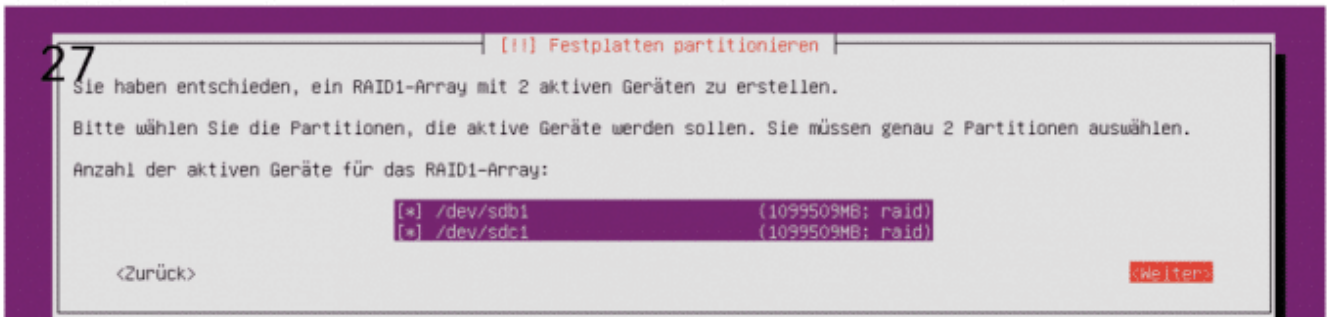 27
[!!] Festplatten partitionieren
Sie haben entschieden, ein RAID1-Array mit 2 aktiven Geräten zu erstellen.
Bitte wählen Sie die Partitionen, die aktive Geräte werden sollen. Sie müssen genau 2 Partitionen auswählen.
Anzahl der aktiven Geräte für das RAID1-Array:
[*] /dev/sdb1 (1099509MB; raid)
[*] /dev/sdc1 (1099509MB; raid)
<Zurück> <Weiter>